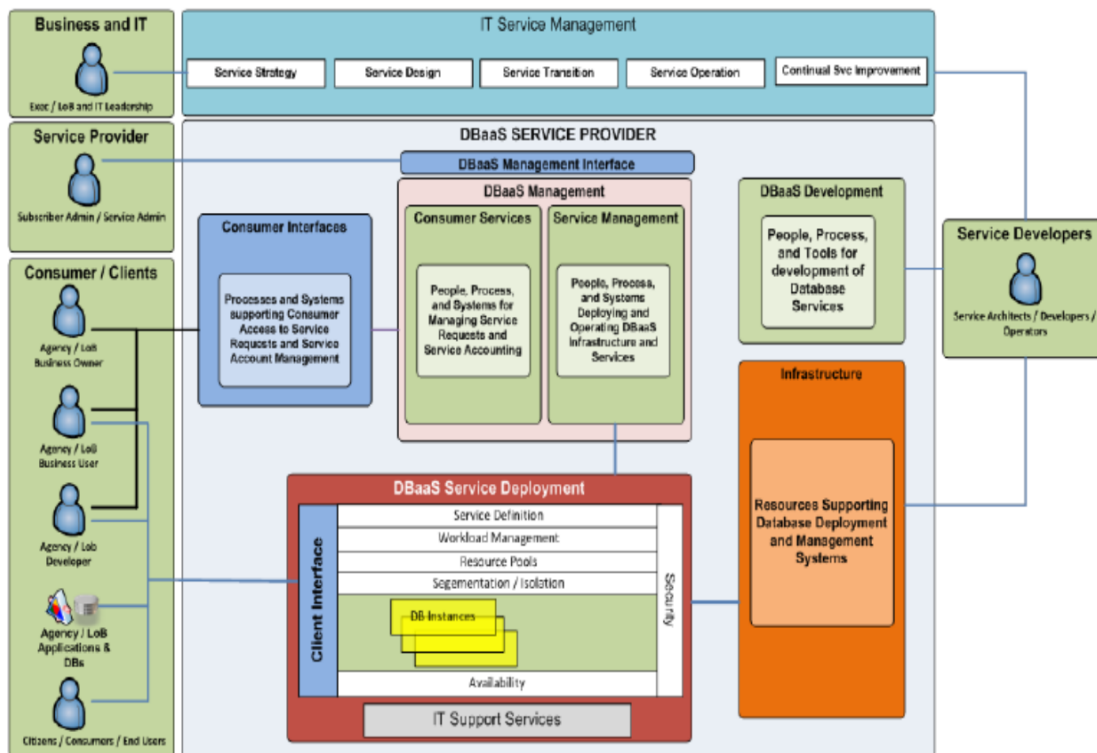 Business and IT
Exec / LoB and IT Leadership
IT Service Management
Service Strategy
Service Design
Service Transition
Service Operation
Continual Svc Improvement
Service Provider
Subscriber Admin / Service Admin
DBaaS SERVICE PROVIDER
DBaaS Management Interface
DBaaS Management
Consumer / Clients
Agency / LoB
Business Owner
Agency / LoB
Business User
Agency / Lob
Developer
Agency / LoB
Applications &
DBs
Citizens / Consumers / End Users
Consumer Interfaces
Processes and Systems
supporting Consumer
Access to Service
Requests and Service
Account Management
Consumer Services
People, Process,
and Systems for
Managing Service
Requests and
Service Accounting
Service Management
People, Process,
and Systems
Deploying and
Operating DBaaS
Infrastructure and
Services
DBaaS Development
People, Process,
and Tools for
development of
Database
Services
Service Developers
Service Architects / Developers /
Operators
Infrastructure
Resources Supporting
Database Deployment
and Management
Systems
DBaaS Service Deployment
Client Interface
Service Definition
Workload Management
Resource Pools
Segementation / Isolation
DB Instances
Availability
Security
IT Support Services